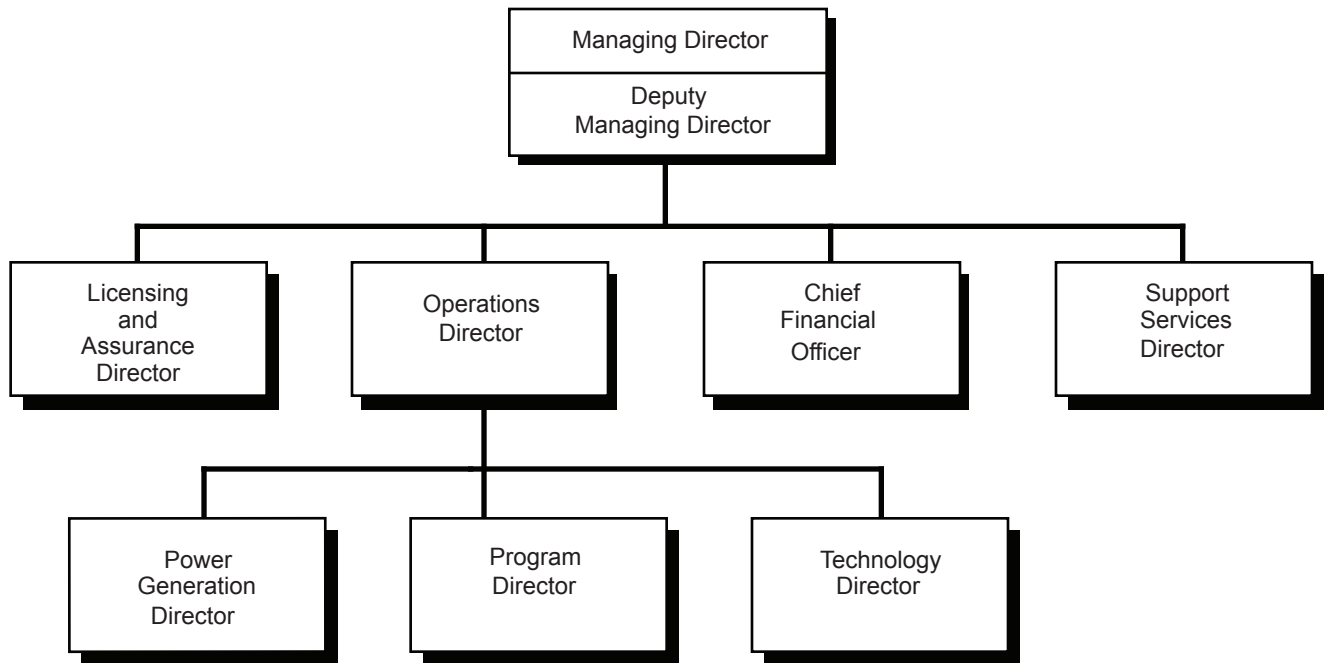 Managing Director
Deputy
Managing Director
Licensing
and
Assurance
Director
Operations
Director
Chief
Financial
Officer
Support
Services
Director
Power
Generation
Director
Program
Director
Technology
Director